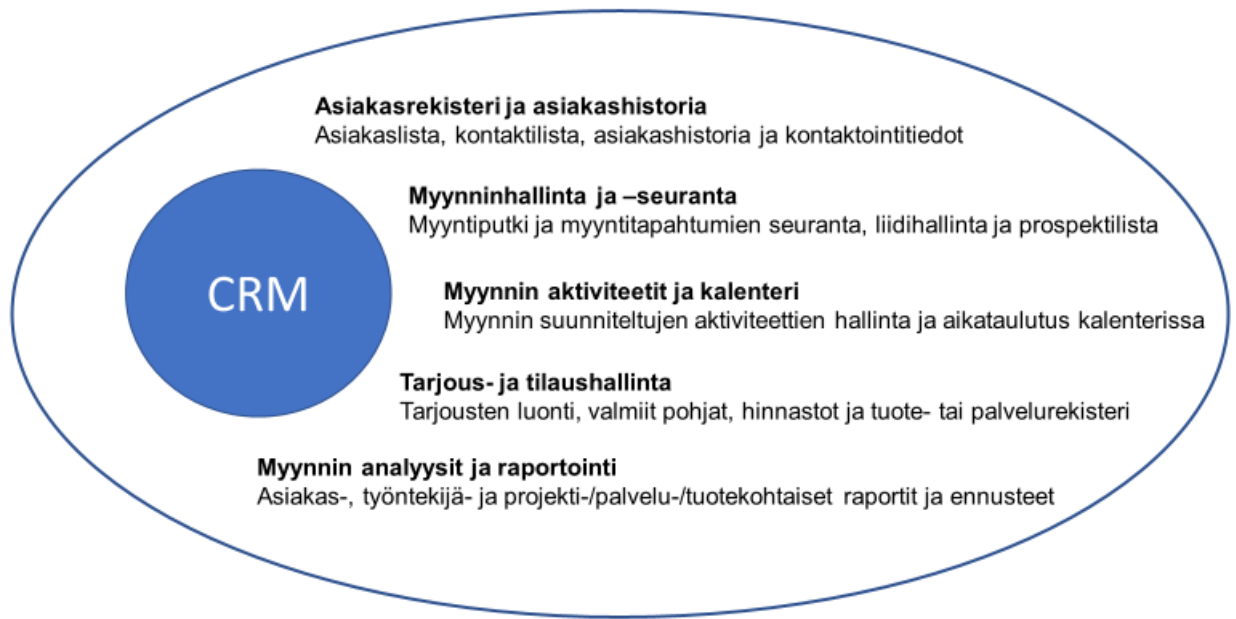 Asiakasrekisteri ja asiakashistoria
Asiakaslista, kontaktilista, asiakashistoria ja kontaktointitiedot
Myynninhallinta ja –seuranta
Myyntiputki ja myyntitapahtumien seuranta, liidihallinta ja prospektilista
CRM
Myynnin aktiviteetit ja kalenteri
Myynnin suunniteltujen aktiviteettien hallinta ja aikataulutus kalenterissa
Tarjous- ja tilaushallinta
Tarjousten luonti, valmiit pohjat, hinnastot ja tuote- tai palvelurekisteri
Myynnin analyysit ja raportointi
Asiakas-, työntekijä- ja projekti-/palvelu-/tuotekohtaiset raportit ja ennusteet